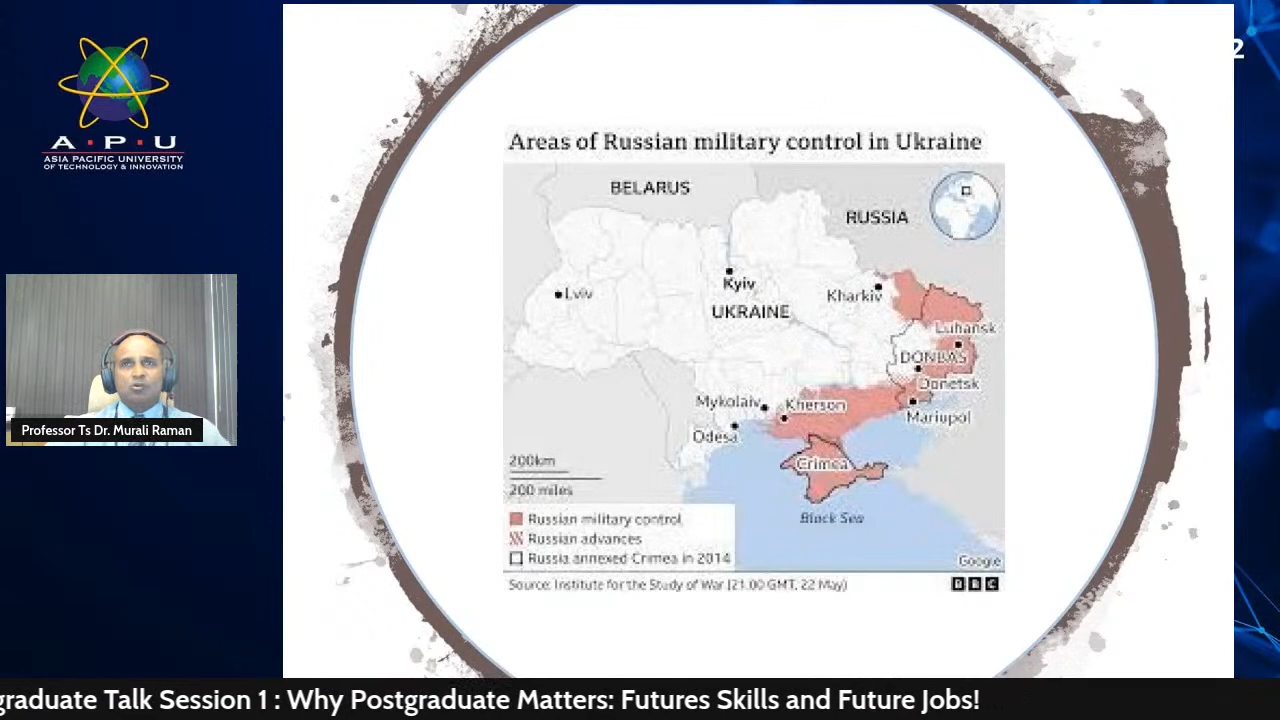 A·P·U
ASIA PACIFIC UNIVERSITY
OF TECHNOLOGY & INNOVATION
2
Professor Ts Dr. Murali Raman
Areas of Russian military control in Ukraine
BELARUS
RUSSIA
Kyiv
Lviv
Kharkiv
UKRAINE
Luhansk
DONBAS
Donetsk
Mykolaiv
Kherson
Mariupol
Odesa
200km
Crimea
200 miles
Black Sea
Russian military control
Russian advances
Russia annexed Crimea in 2014
Google
Source: Institute for the Study of War (21.00 GMT, 22 May)
BBC
graduate Talk Session 1 : Why Postgraduate Matters: Futures Skills and Future Jobs!